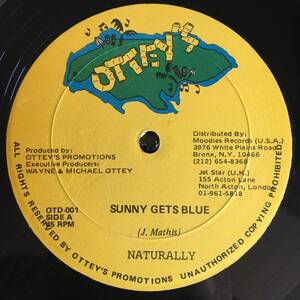 OTTEY'S
Produced by:
OTTEY'S PROMOTIONS
Executive Producers:
WAYNE & MICHAEL OTTEY
Distributed By:
Moodies Records (U.S.A.)
3976 White Plains Road
Bronx, N.Y. 10466
(212) 654-8368
Jet Star (U.K.)
155 Acton Lane
North Acton, London
01-961-5818
OTD-001
SIDE A
45 RPM
SUNNY GETS BLUE
(J. Mathis)
NATURALLY
ALL RIGHTS RESERVED BY OTTEY'S PROMOTIONS UNAUTHORIZED COPYING PROHIBITED